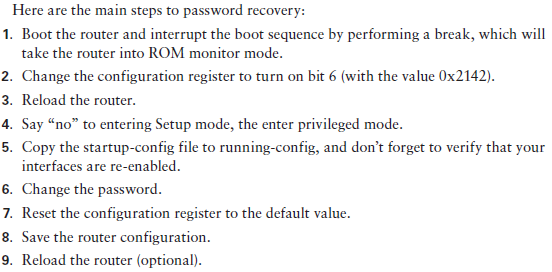 Here are the main steps to password recovery:
1. Boot the router and interrupt the boot sequence by performing a break, which will
take the router into ROM monitor mode.
2. Change the configuration register to turn on bit 6 (with the value 0x2142).
3. Reload the router.
4. Say “no” to entering Setup mode, the enter privileged mode.
5. Copy the startup-config file to running-config, and don’t forget to verify that your
interfaces are re-enabled.
6. Change the password.
7. Reset the configuration register to the default value.
8. Save the router configuration.
9. Reload the router (optional).